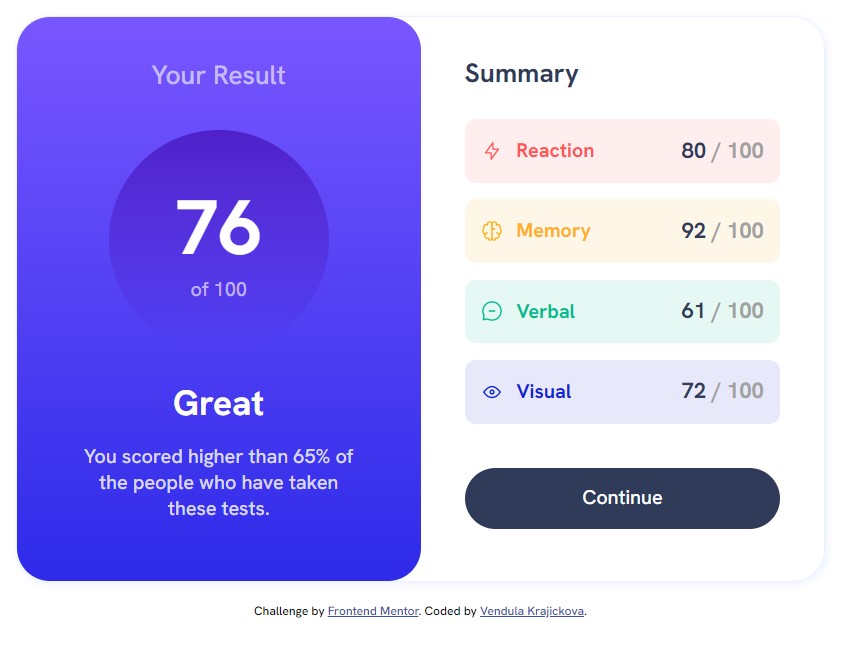 Your Result
76
of 100
Great
You scored higher than 65% of
the people who have taken
these tests.
Summary
Reaction 80 / 100
Memory 92 / 100
Verbal 61 / 100
Visual 72 / 100
Continue
Challenge by Frontend Mentor. Coded by Vendula Krajickova.